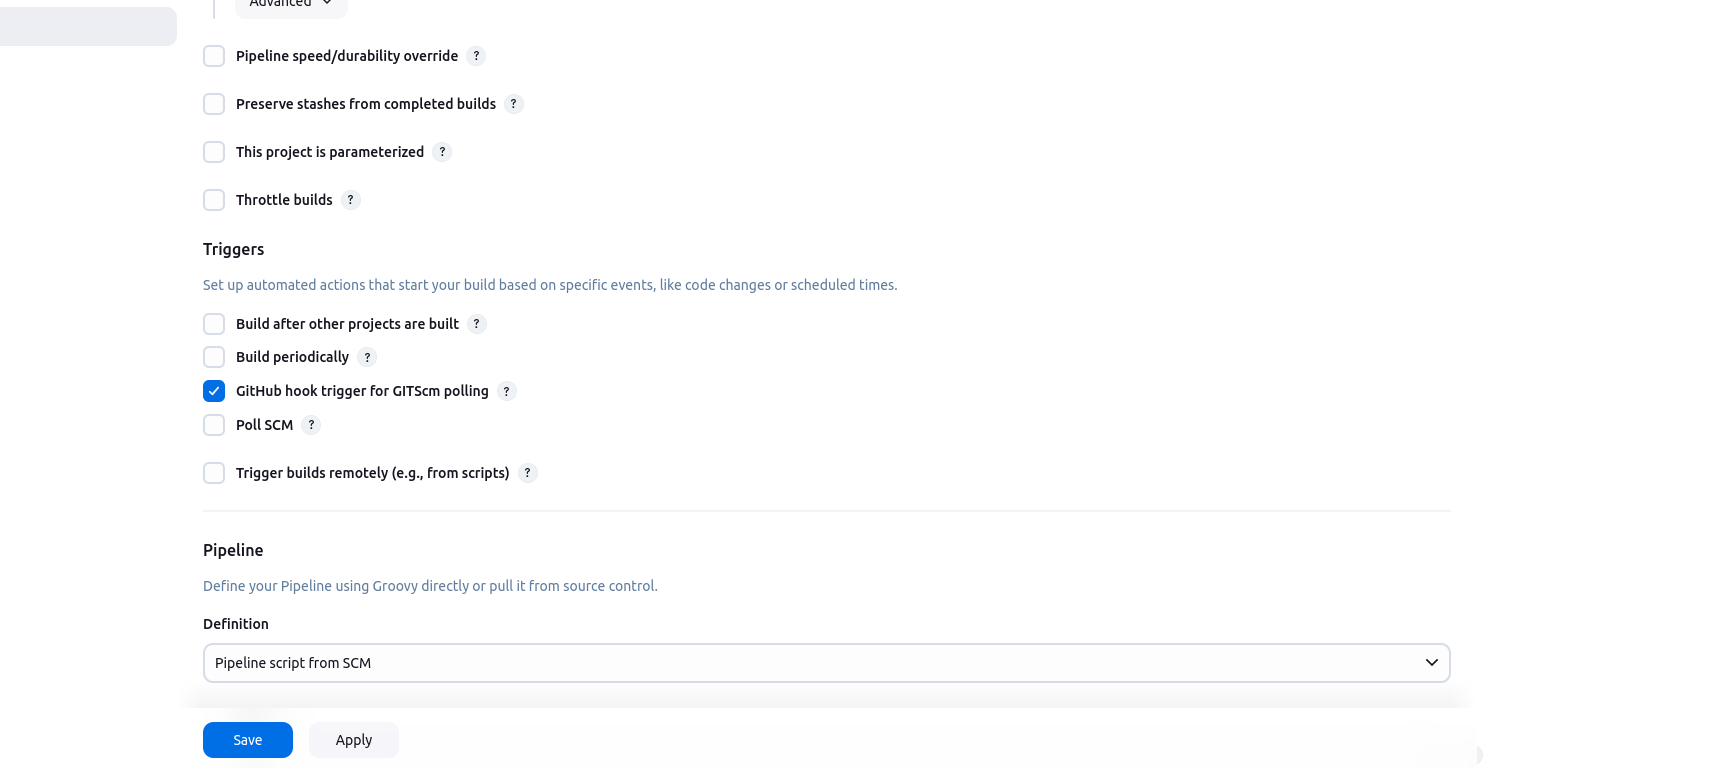 Advanced
Pipeline speed/durability override ?
Preserve stashes from completed builds ?
This project is parameterized ?
Throttle builds ?
Triggers
Set up automated actions that start your build based on specific events, like code changes or scheduled times.
Build after other projects are built ?
Build periodically ?
GitHub hook trigger for GITScm polling ?
Poll SCM ?
Trigger builds remotely (e.g., from scripts) ?
Pipeline
Define your Pipeline using Groovy directly or pull it from source control.
Definition
Pipeline script from SCM
Save Apply